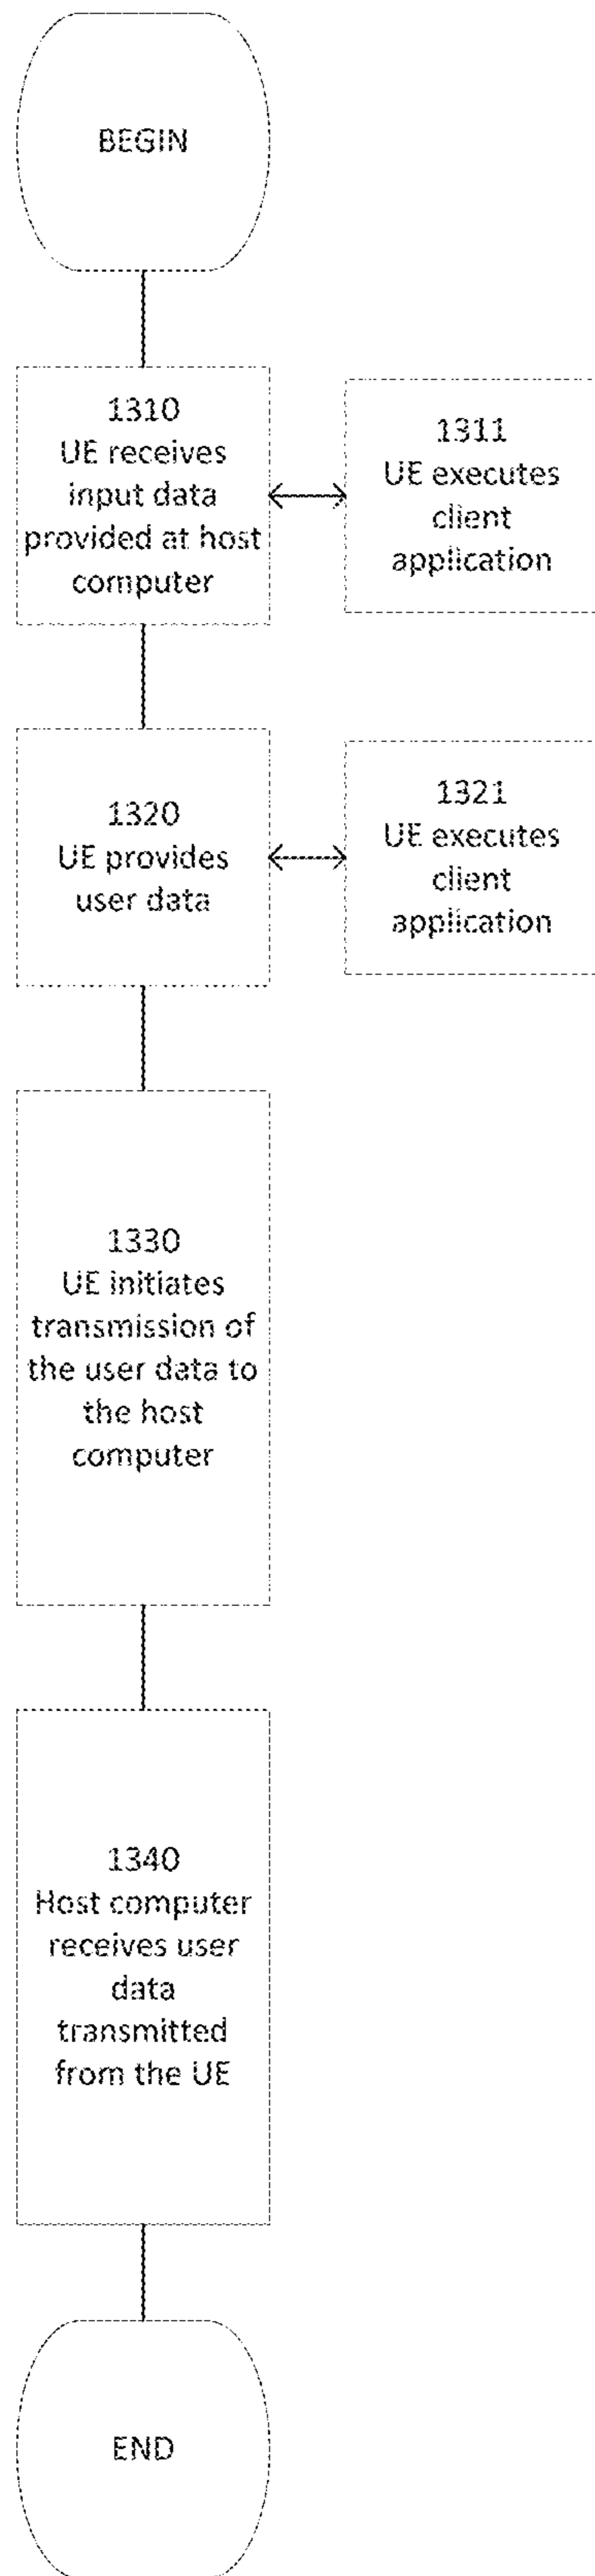 BEGIN
1310
UE receives
input data
provided at host
computer
1311
UE executes
client
application
1320
UE provides
user data
1321
UE executes
client
application
1330
UE initiates
transmission of
the user data to
the host
computer
1340
Host computer
receives user
data
transmitted
from the UE
END